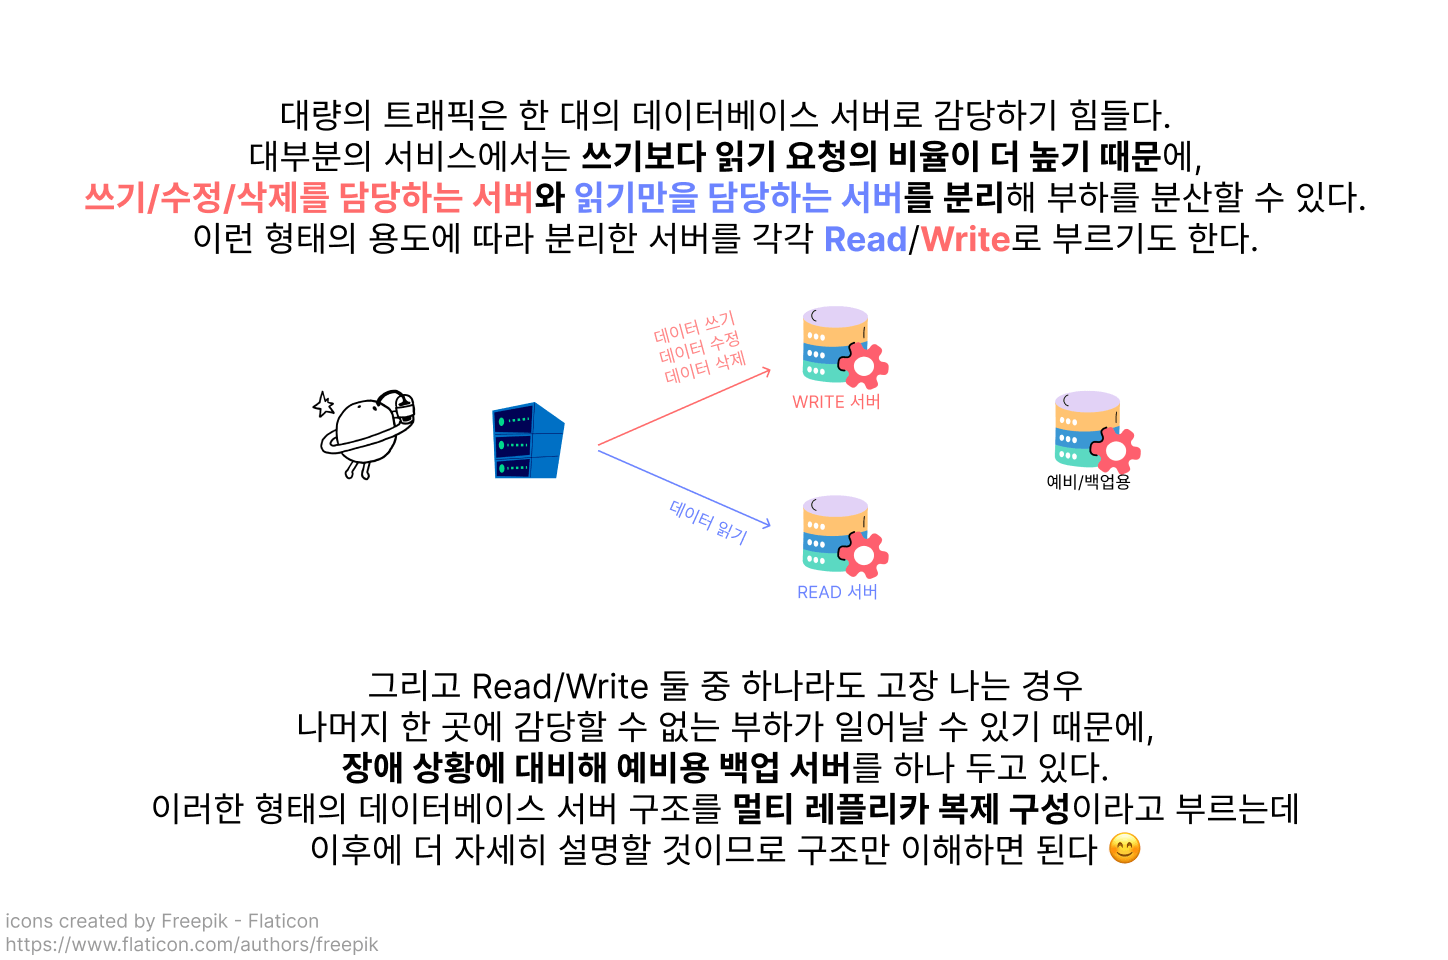 대량의 트래픽은 한 대의 데이터베이스 서버로 감당하기 힘들다.
대부분의 서비스에서는 쓰기보다 읽기 요청의 비율이 더 높기 때문에,
쓰기/수정/삭제를 담당하는 서버와 읽기만을 담당하는 서버를 분리해 부하를 분산할 수 있다.
이런 형태의 용도에 따라 분리한 서버를 각각 Read/Write로 부르기도 한다.
데이터 쓰기
데이터 수정
데이터 삭제
WRITE 서버
예비/백업용
데이터 읽기
READ 서버
그리고 Read/Write 둘 중 하나라도 고장 나는 경우
나머지 한 곳에 감당할 수 없는 부하가 일어날 수 있기 때문에,
장애 상황에 대비해 예비용 백업 서버를 하나 두고 있다.
이러한 형태의 데이터베이스 서버 구조를 멀티 레플리카 복제 구성이라고 부르는데
이후에 더 자세히 설명할 것이므로 구조만 이해하면 된다 😊
icons created by Freepik - Flaticon
https://www.flaticon.com/authors/freepik